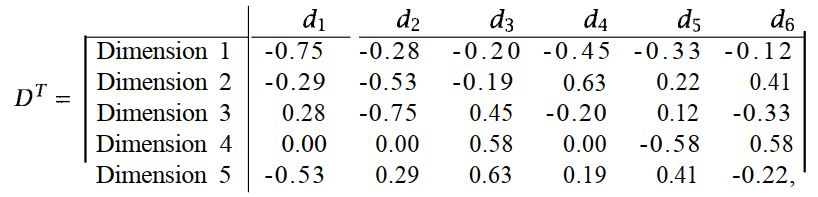 d₁ d₂ d₃ d₄ d₅ d₆
Dimension 1 -0.75 -0.28 -0.20 -0.45 -0.33 -0.12
Dimension 2 -0.29 -0.53 -0.19 0.63 0.22 0.41
Dᵀ = Dimension 3 0.28 -0.75 0.45 -0.20 0.12 -0.33
Dimension 4 0.00 0.00 0.58 0.00 -0.58 0.58
Dimension 5 -0.53 0.29 0.63 0.19 0.41 -0.22,